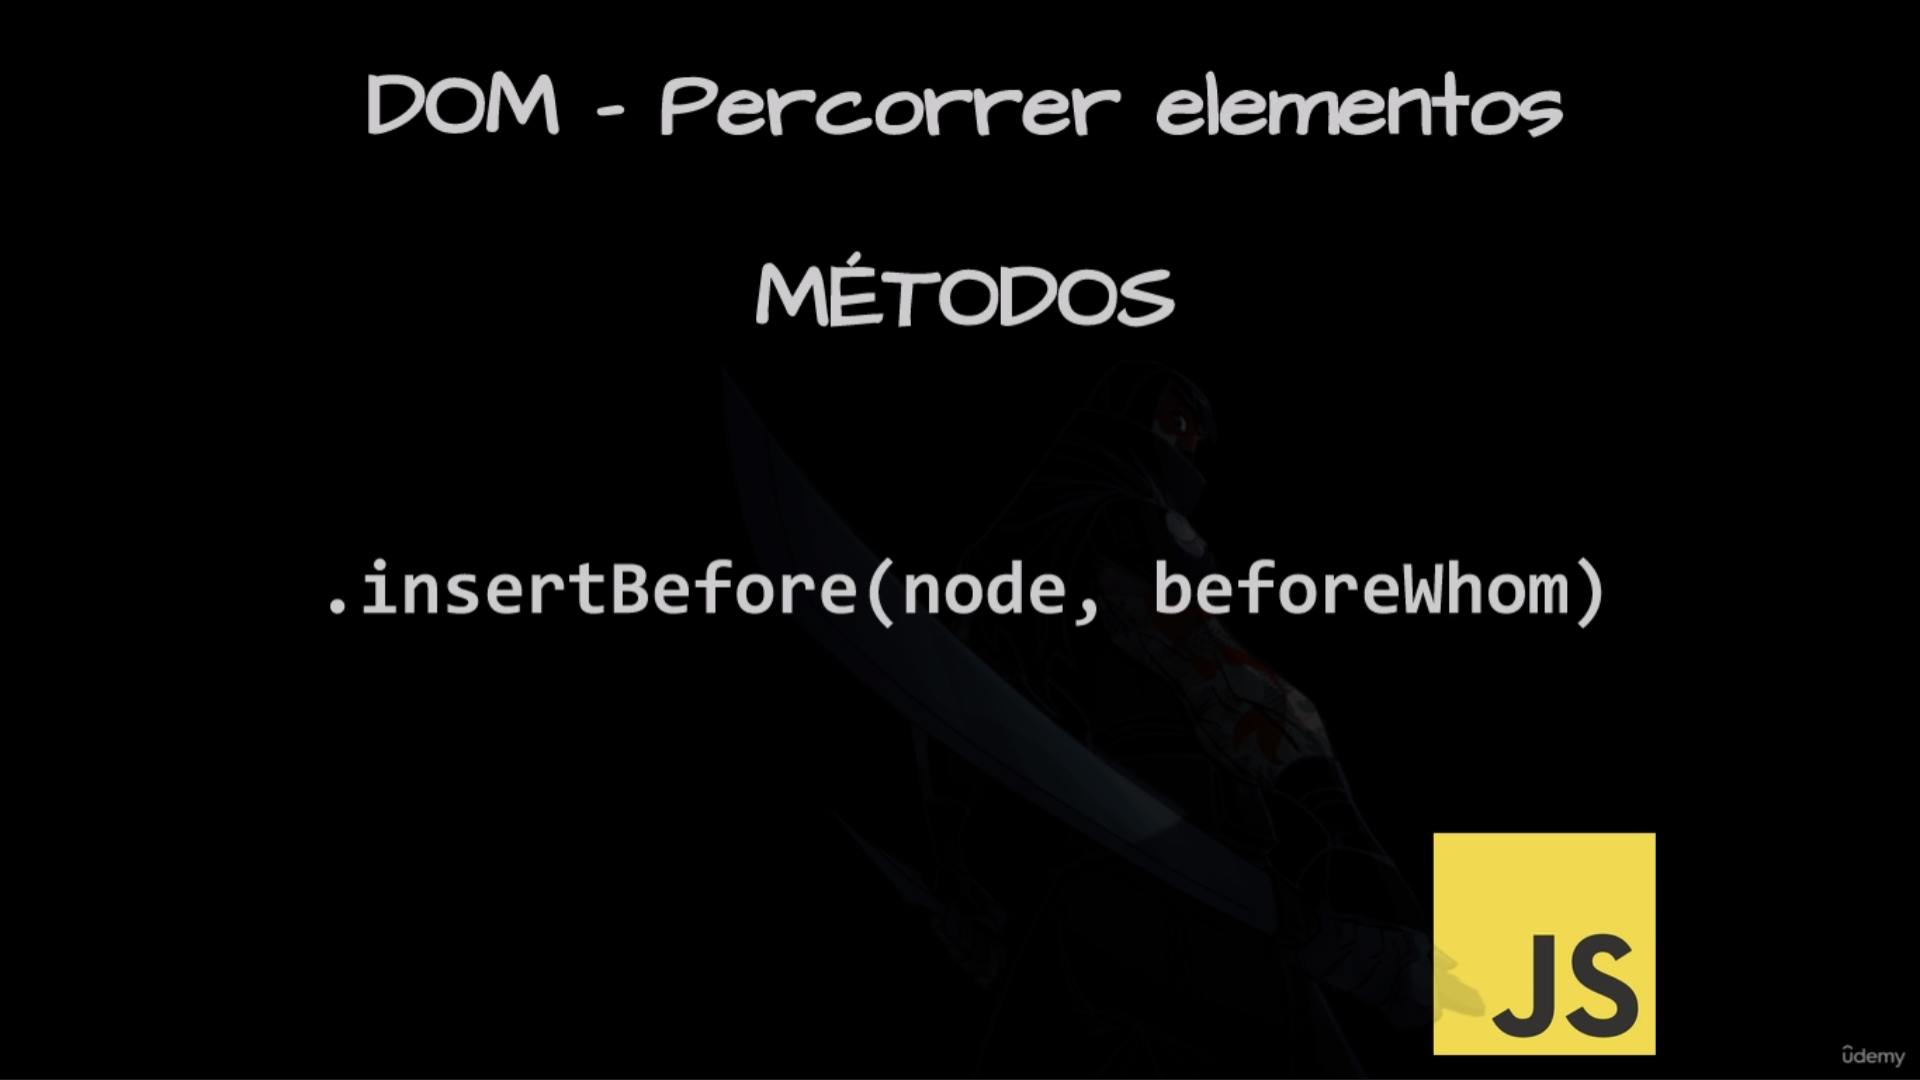 DOM - Percorrer elementos
MÉTODOS
.insertBefore(node, beforeWhom)
JS
ûdemy